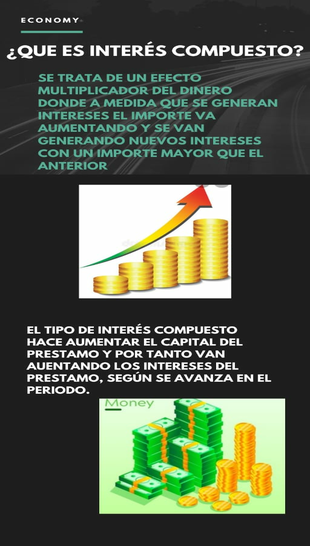 ECONOMY
¿QUE ES INTERÉS COMPUESTO?
SE TRATA DE UN EFECTO
MULTIPLICADOR DEL DINERO
DONDE A MEDIDA QUE SE GENERAN
INTERESES EL IMPORTE VA
AUMENTANDO Y SE VAN
GENERANDO NUEVOS INTERESES
CON UN IMPORTE MAYOR QUE EL
ANTERIOR
EL TIPO DE INTERÉS COMPUESTO
HACE AUMENTAR EL CAPITAL DEL
PRESTAMO Y POR TANTO VAN
AUENTANDO LOS INTERESES DEL
PRESTAMO, SEGÚN SE AVANZA EN EL
PERIODO.
Money